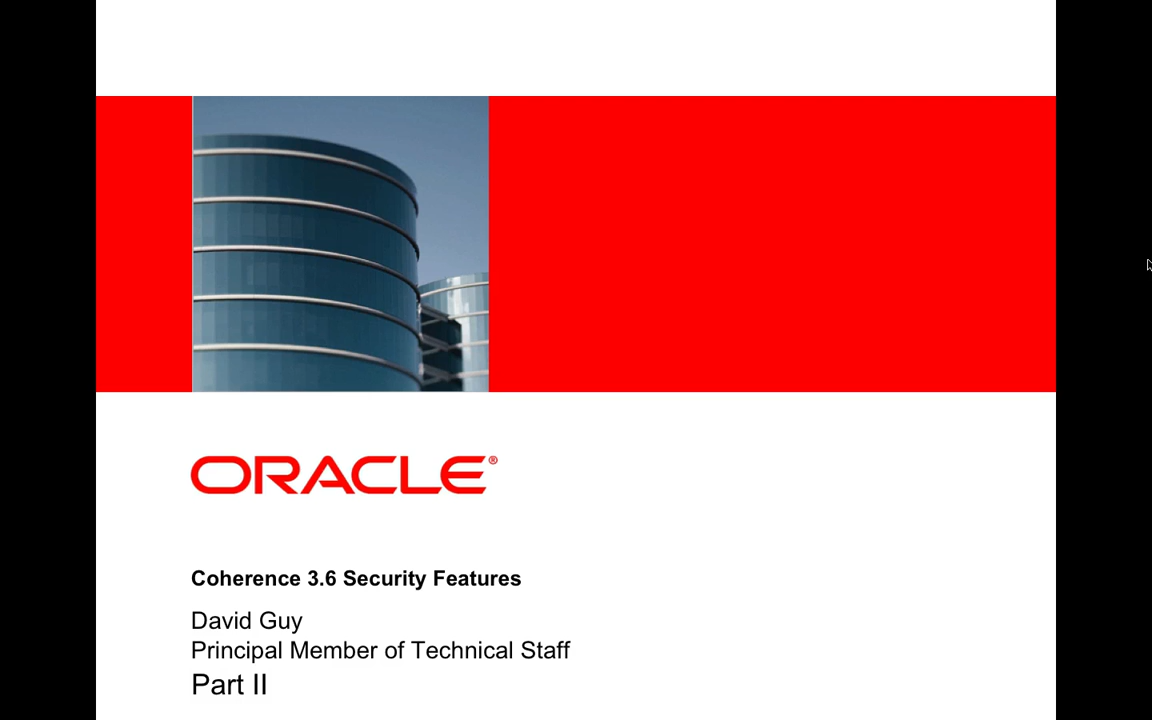 ORACLE®
Coherence 3.6 Security Features
David Guy
Principal Member of Technical Staff
Part II